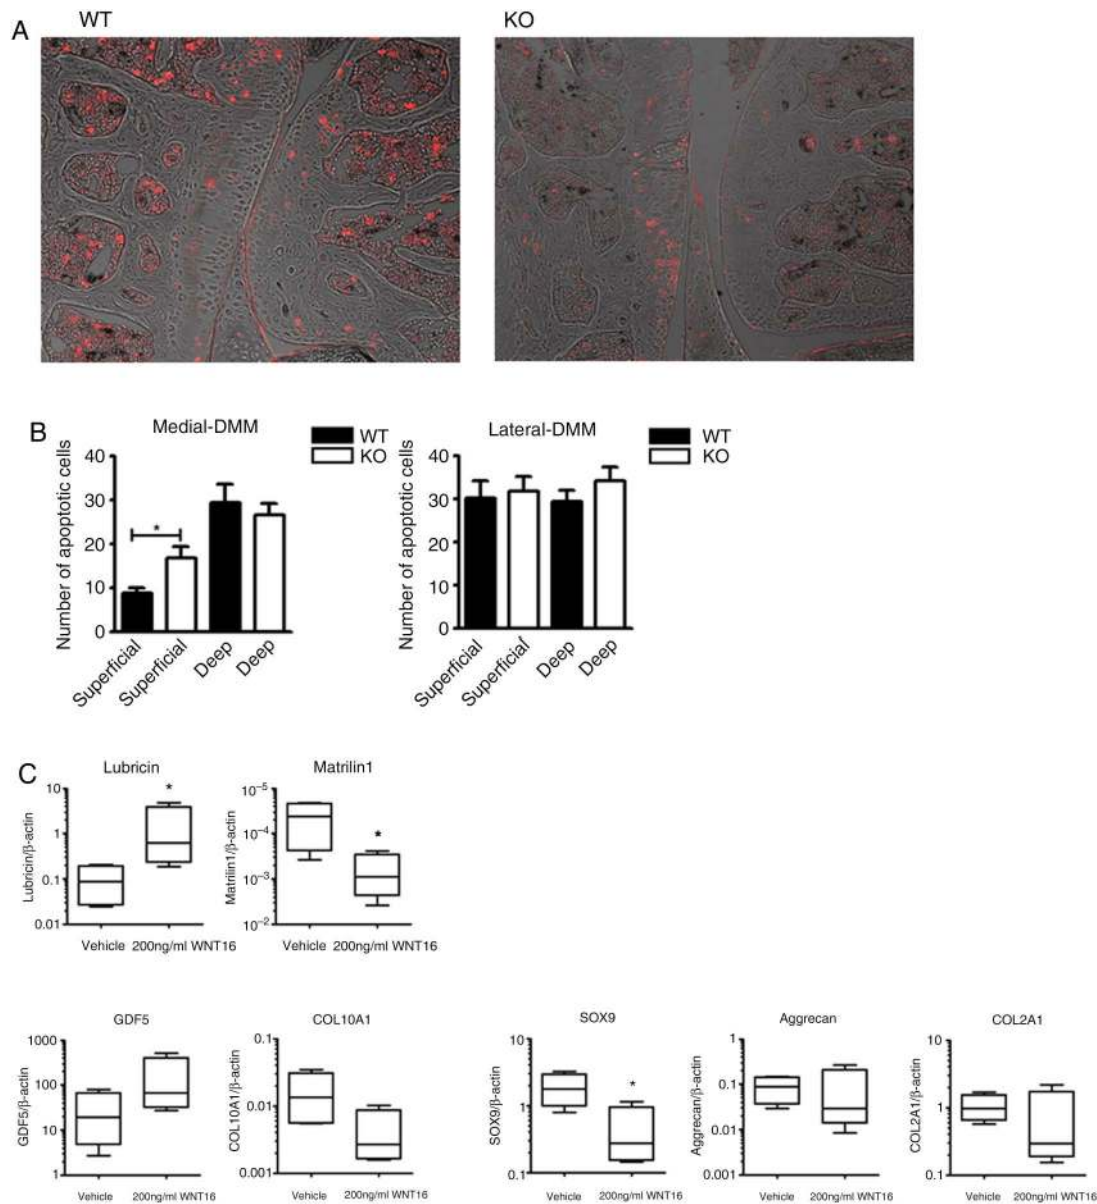 A
WT
KO
B
Medial-DMM
WT
KO
Number of apoptotic cells
40
30
20
10
0
*
Superficial
Superficial
Deep
Deep
Lateral-DMM
WT
KO
Number of apoptotic cells
40
30
20
10
0
Superficial
Superficial
Deep
Deep
C
Lubricin
Lubricin/β-actin
10
1
0.1
0.01
*
Vehicle 200ng/ml WNT16
Matrilin1
Matrilin1/β-actin
10⁻⁵
10⁻⁴
10⁻³
10⁻²
*
Vehicle 200ng/ml WNT16
GDF5
GDF5/β-actin
1000
100
10
1
Vehicle 200ng/ml WNT16
COL10A1
COL10A1/β-actin
0.1
0.01
0.001
Vehicle 200ng/ml WNT16
SOX9
SOX9/β-actin
10
1
0.1
*
Vehicle 200ng/ml WNT16
Aggrecan
Aggrecan/β-actin
1
0.1
0.01
0.001
Vehicle 200ng/ml WNT16
COL2A1
COL2A1/β-actin
10
1
0.1
Vehicle 200ng/ml WNT16